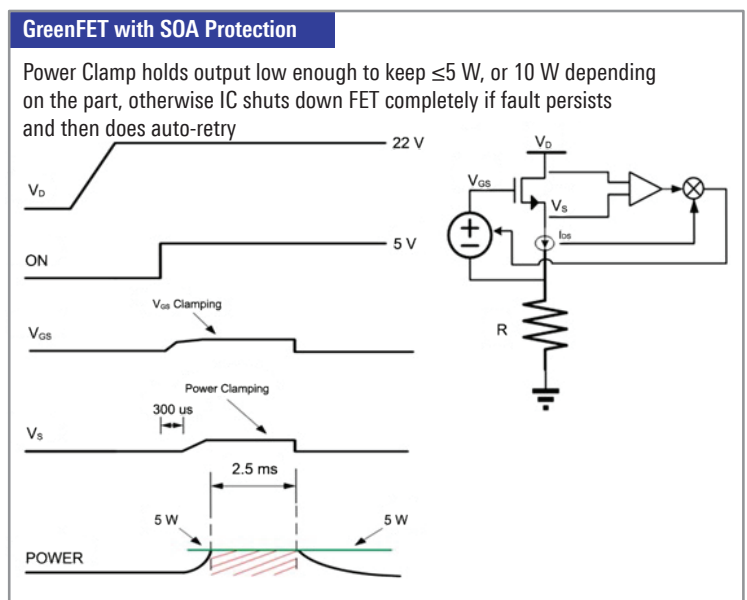 GreenFET with SOA Protection
Power Clamp holds output low enough to keep ≤5 W, or 10 W depending
on the part, otherwise IC shuts down FET completely if fault persists
and then does auto-retry
22 V
VD
5 V
ON
VGS Clamping
VGS
Power Clamping
300 us
VS
2.5 ms
5 W
5 W
POWER
VD
VGS
VS
IDS
R